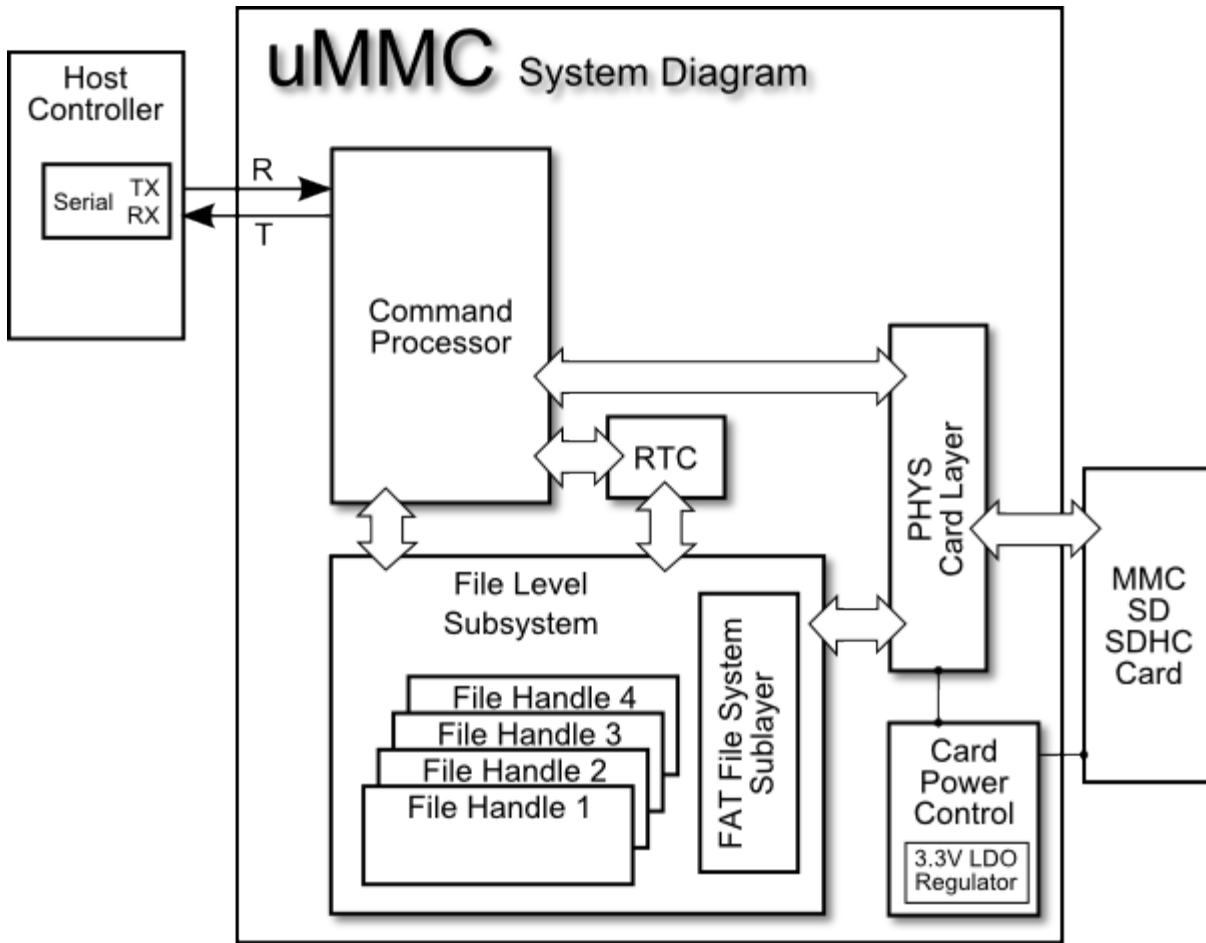 uMMC System Diagram
Host
Controller
Serial
TX
RX
R
T
Command
Processor
RTC
PHYS
Card Layer
MMC
SD
SDHC
Card
File Level
Subsystem
File Handle 4
File Handle 3
File Handle 2
File Handle 1
FAT File System
Sublayer
Card
Power
Control
3.3V LDO
Regulator